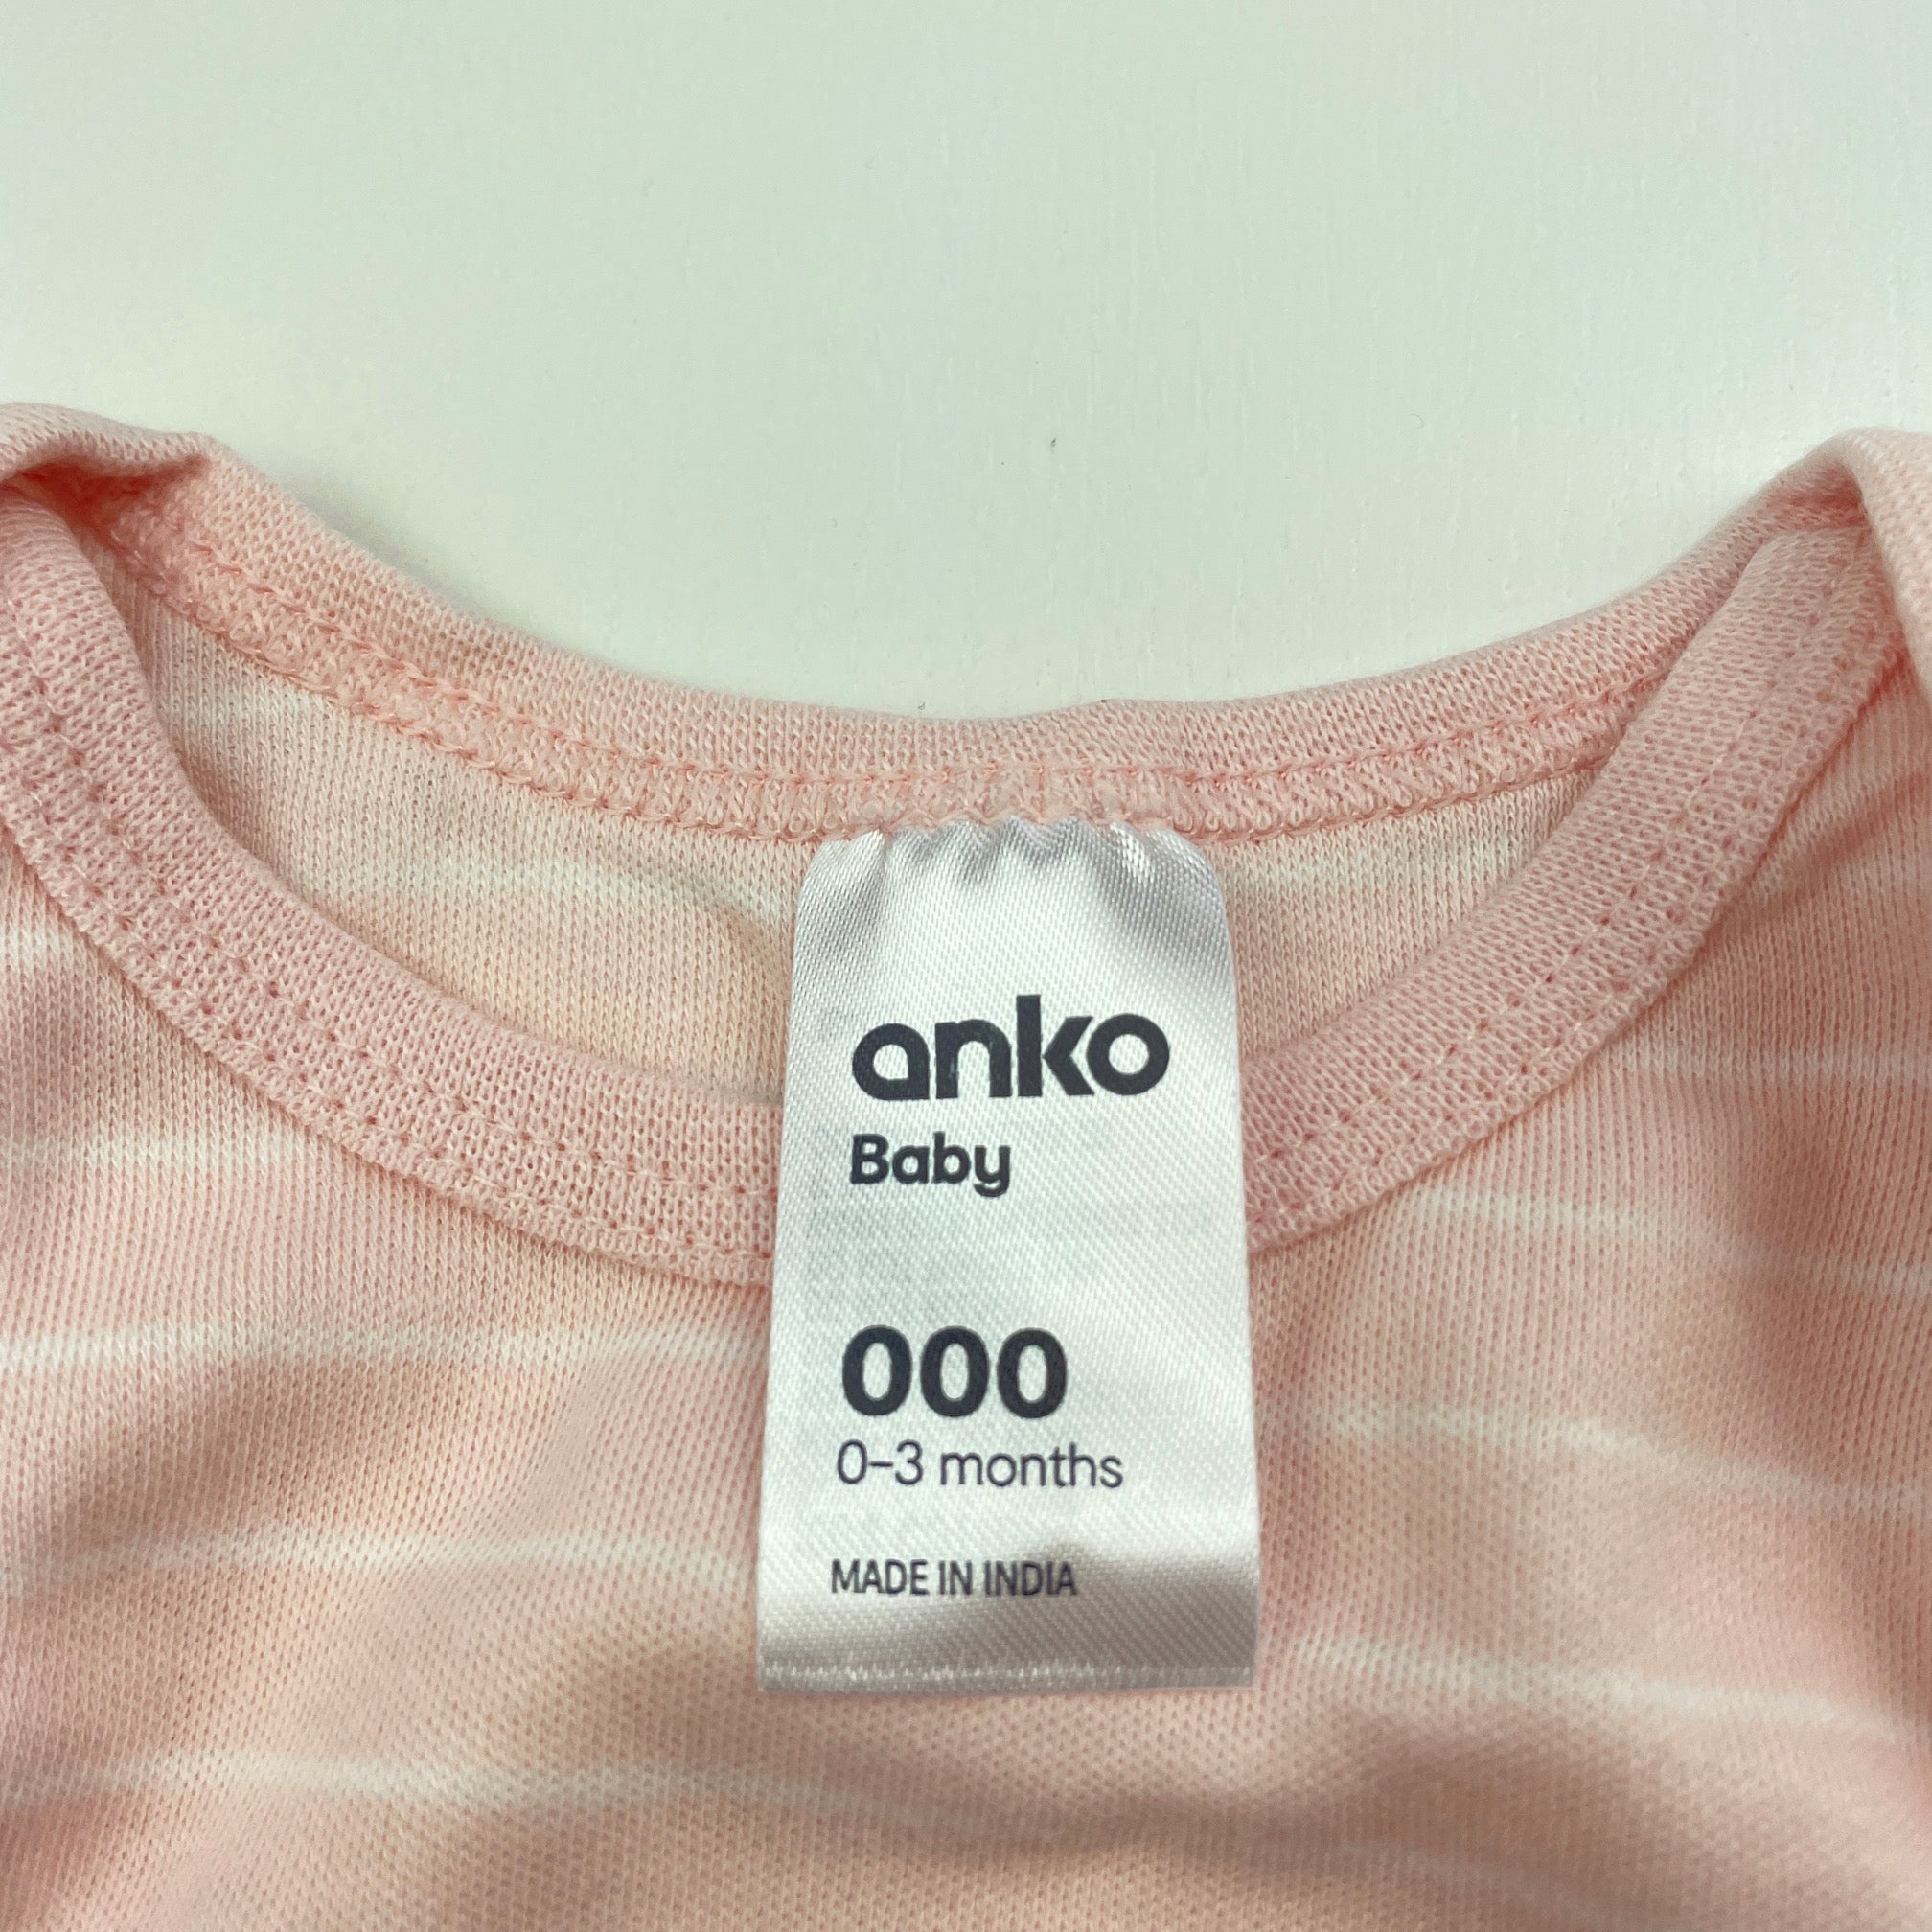 anko
Baby
000
0-3 months
MADE IN INDIA